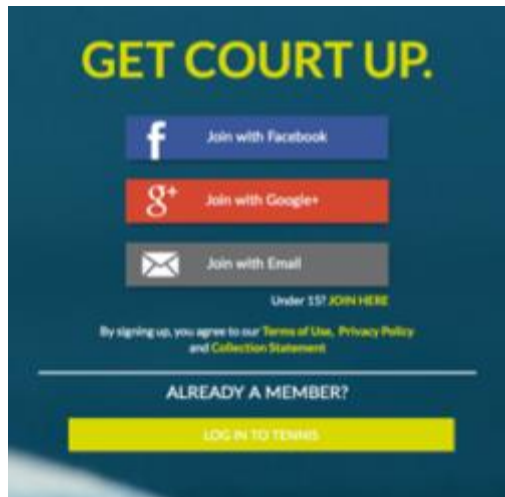 GET COURT UP.
f Join with Facebook
g+ Join with Google+
Join with Email
Under 15? JOIN HERE
By signing up, you agree to our Terms of Use, Privacy Policy
and Collection Statement
ALREADY A MEMBER?
LOG IN TO TENNIS